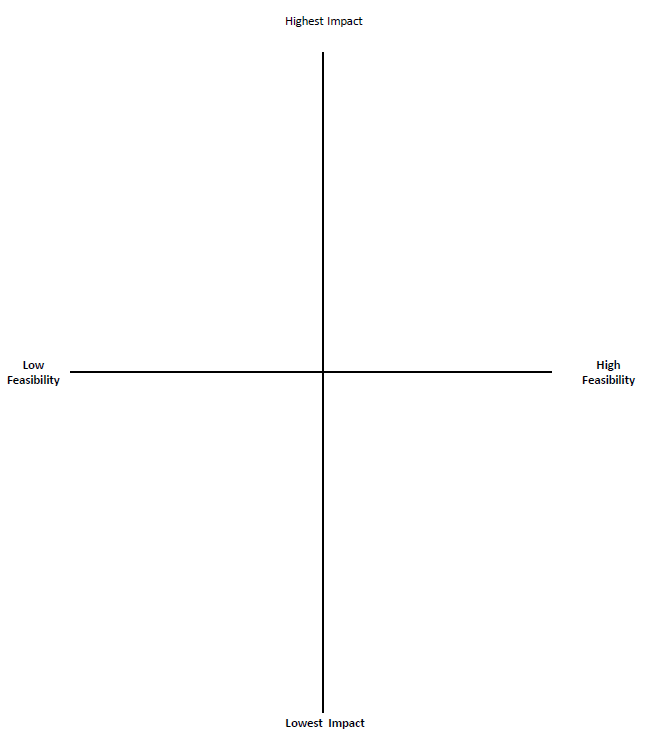 Highest Impact
Low
Feasibility
High
Feasibility
Lowest Impact